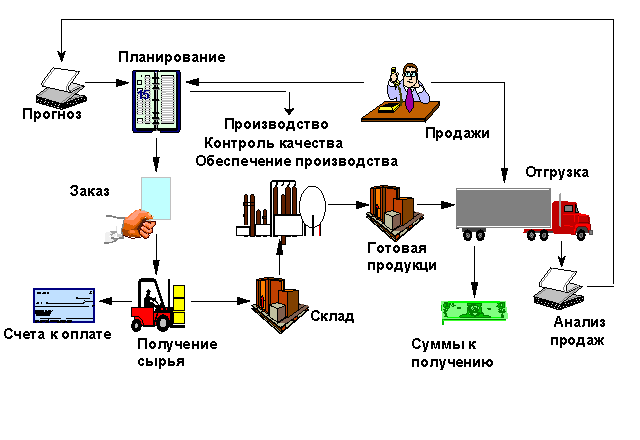 Планирование
15
Прогноз
Производство
Контроль качества
Обеспечение производства
Продажи
Заказ
Отгрузка
Готовая
продукци
Склад
Счета к оплате
Получение
сырья
Суммы к
получению
Анализ
продаж